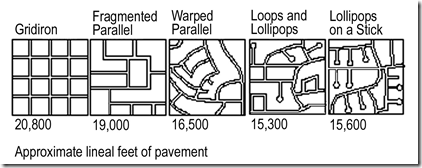 Gridiron
Fragmented Parallel
Warped Parallel
Loops and Lollipops
Lollipops on a Stick
20,800
19,000
16,500
15,300
15,600
Approximate lineal feet of pavement